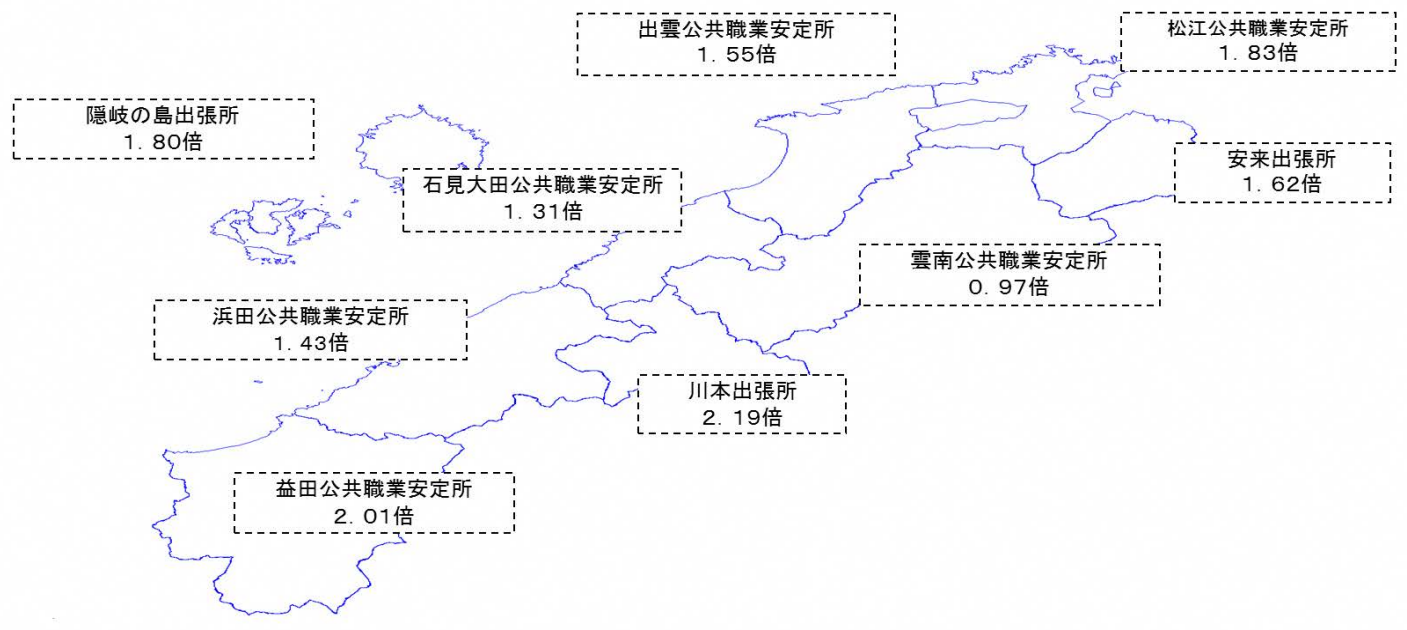 出雲公共職業安定所
1．55倍
松江公共職業安定所
1．83倍
隠岐の島出張所
1．80倍
石見大田公共職業安定所
1．31倍
安来出張所
1．62倍
雲南公共職業安定所
0．97倍
浜田公共職業安定所
1．43倍
川本出張所
2．19倍
益田公共職業安定所
2．01倍